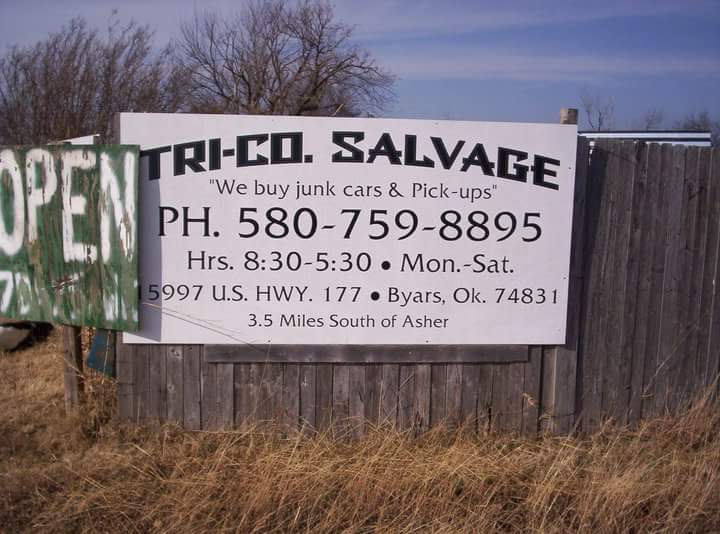 OPEN
TRI-CO. SALVAGE
"We buy junk cars & Pick-ups"
PH. 580-759-8895
Hrs. 8:30-5:30 • Mon.-Sat.
5997 U.S. HWY. 177 • Byars, Ok. 74831
3.5 Miles South of Asher